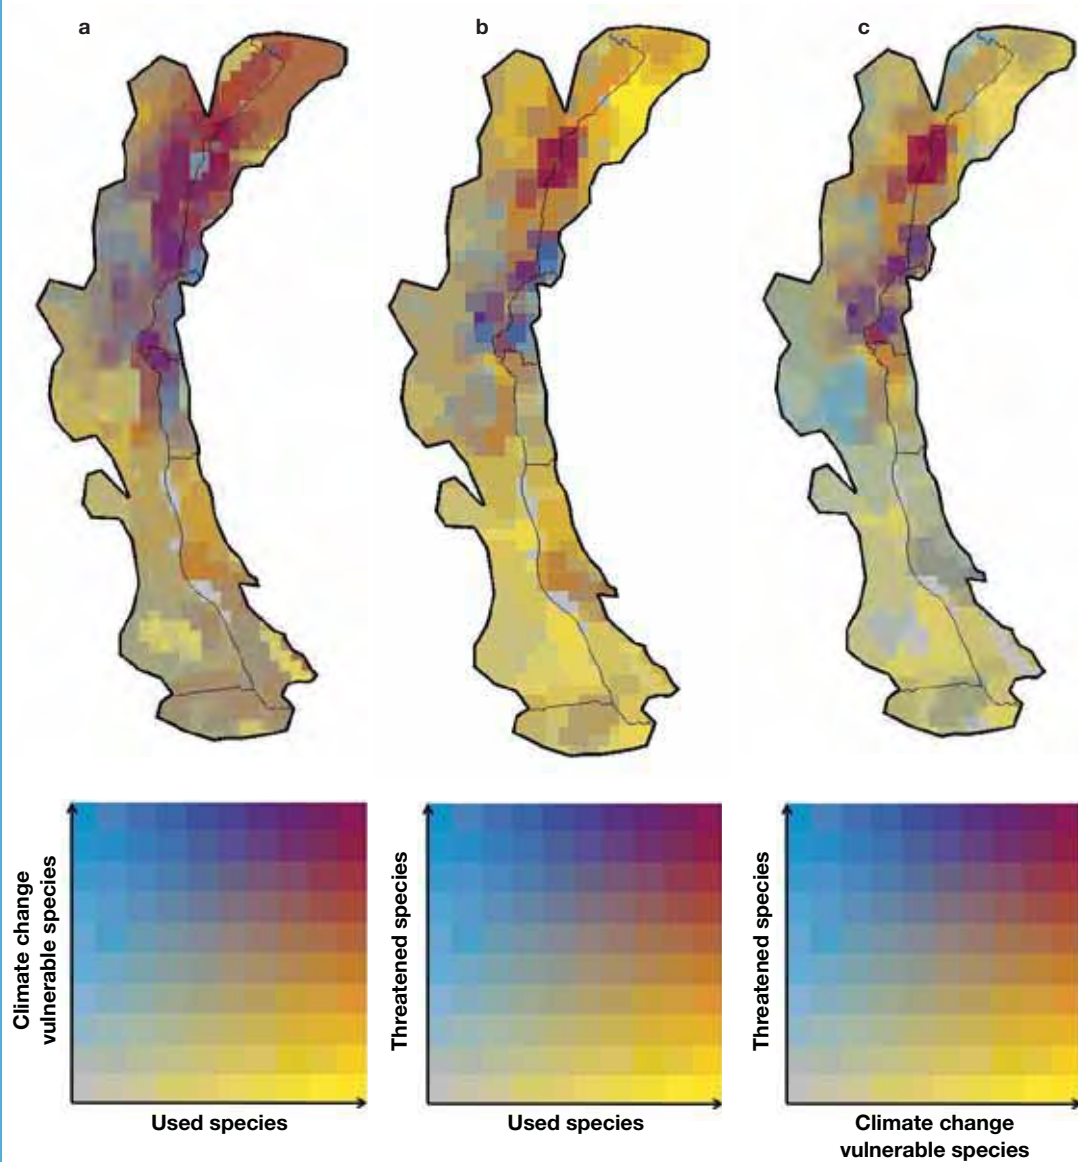 a
b
c
Climate change
vulnerable species
Used species
Threatened species
Used species
Threatened species
Climate change
vulnerable species